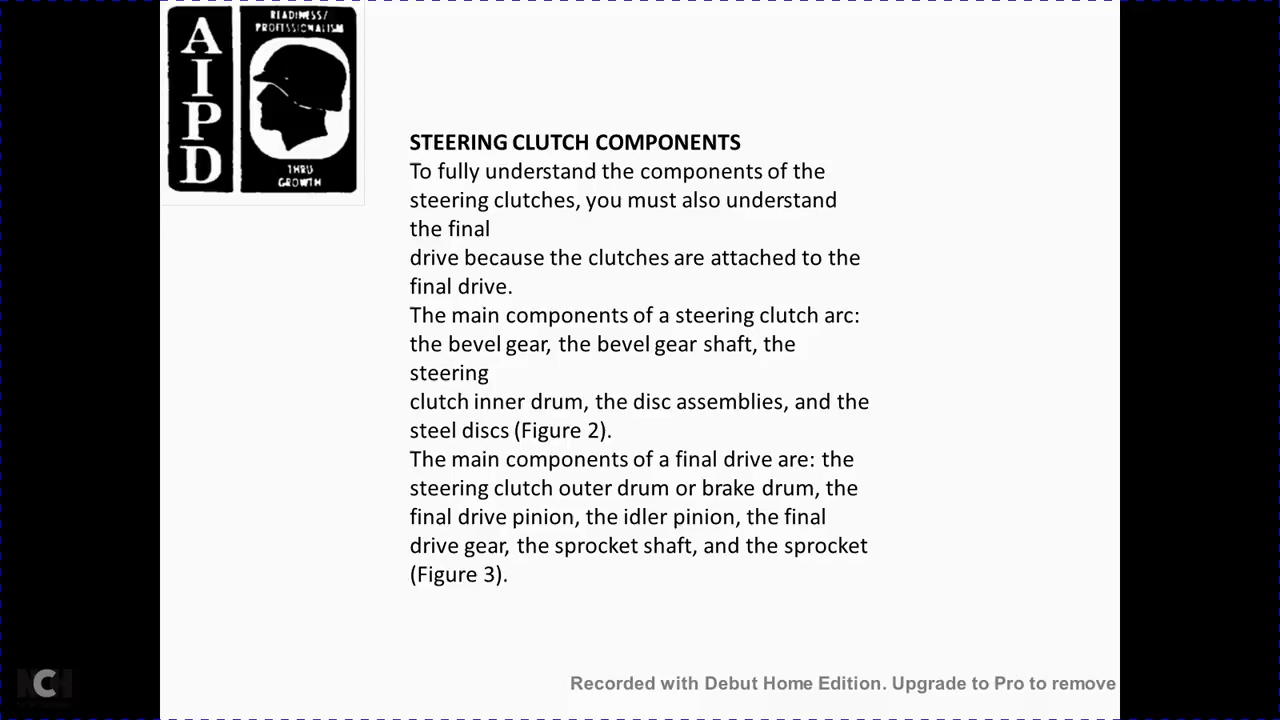 AIPD
READINESS/
PROFESSIONALISM
THRU
GROWTH
STEERING CLUTCH COMPONENTS
To fully understand the components of the
steering clutches, you must also understand
the final
drive because the clutches are attached to the
final drive.
The main components of a steering clutch arc:
the bevel gear, the bevel gear shaft, the
steering
clutch inner drum, the disc assemblies, and the
steel discs (Figure 2).
The main components of a final drive are: the
steering clutch outer drum or brake drum, the
final drive pinion, the idler pinion, the final
drive gear, the sprocket shaft, and the sprocket
(Figure 3).
NCH
Recorded with Debut Home Edition. Upgrade to Pro to remove